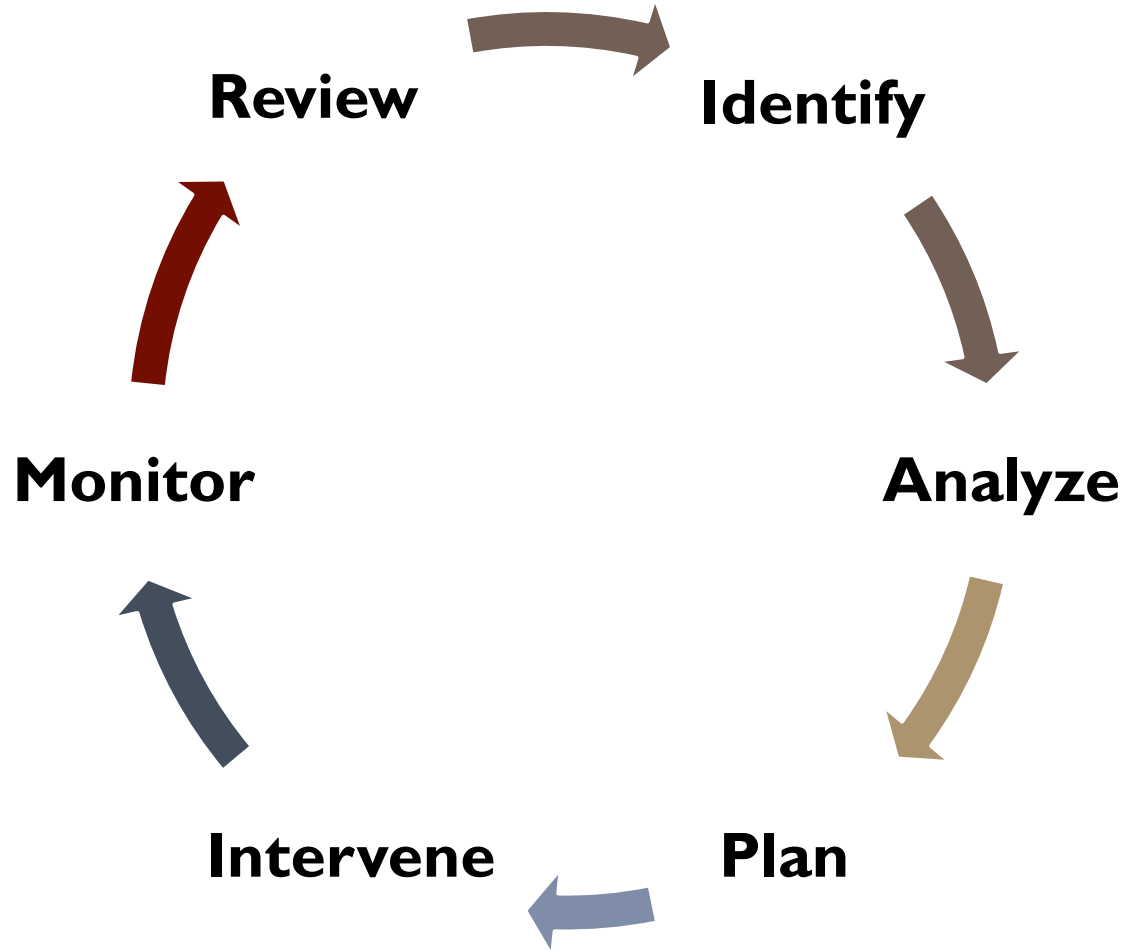 Review
Identify
Monitor
Analyze
Intervene
Plan